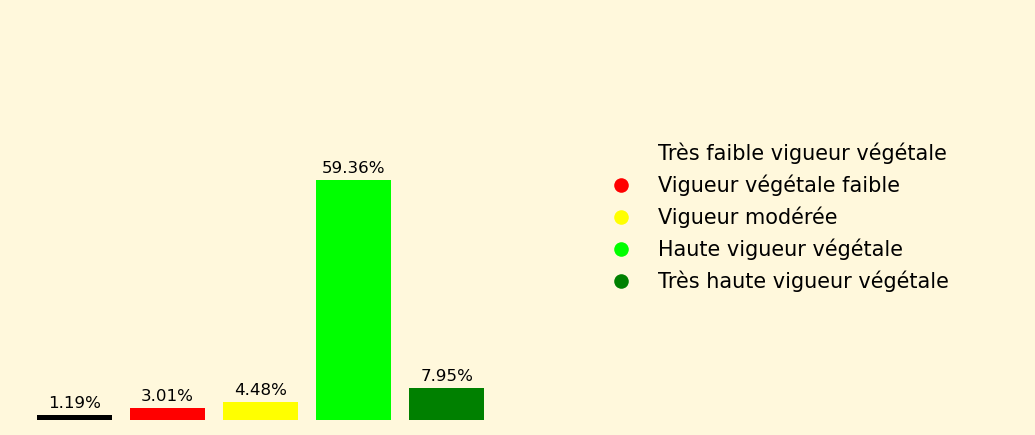 59.36%
7.95%
4.48%
3.01%
1.19%
Très faible vigueur végétale
Vigueur végétale faible
Vigueur modérée
Haute vigueur végétale
Très haute vigueur végétale